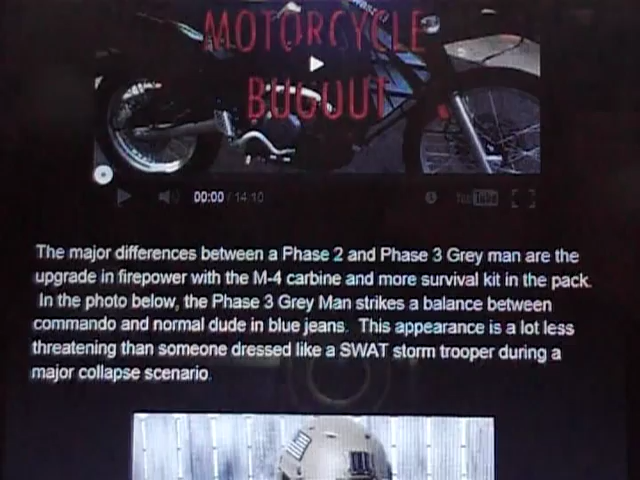 MOTORCYCLE
BUGOUT
00:00 / 14:10
YouTube
The major differences between a Phase 2 and Phase 3 Grey man are the
upgrade in firepower with the M-4 carbine and more survival kit in the pack.
In the photo below, the Phase 3 Grey Man strikes a balance between
commando and normal dude in blue jeans. This appearance is a lot less
threatening than someone dressed like a SWAT storm trooper during a
major collapse scenario.